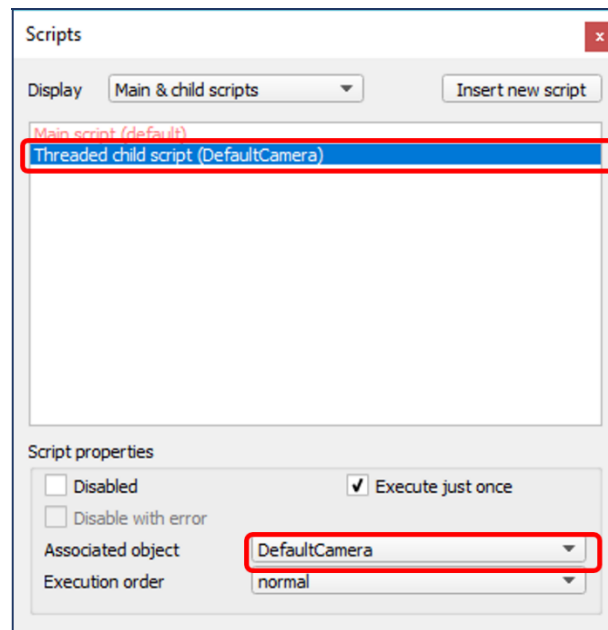 Scripts
x
Display Main & child scripts Insert new script
Main script (default)
Threaded child script (DefaultCamera)
Script properties
Disabled Execute just once
Disable with error
Associated object DefaultCamera
Execution order normal